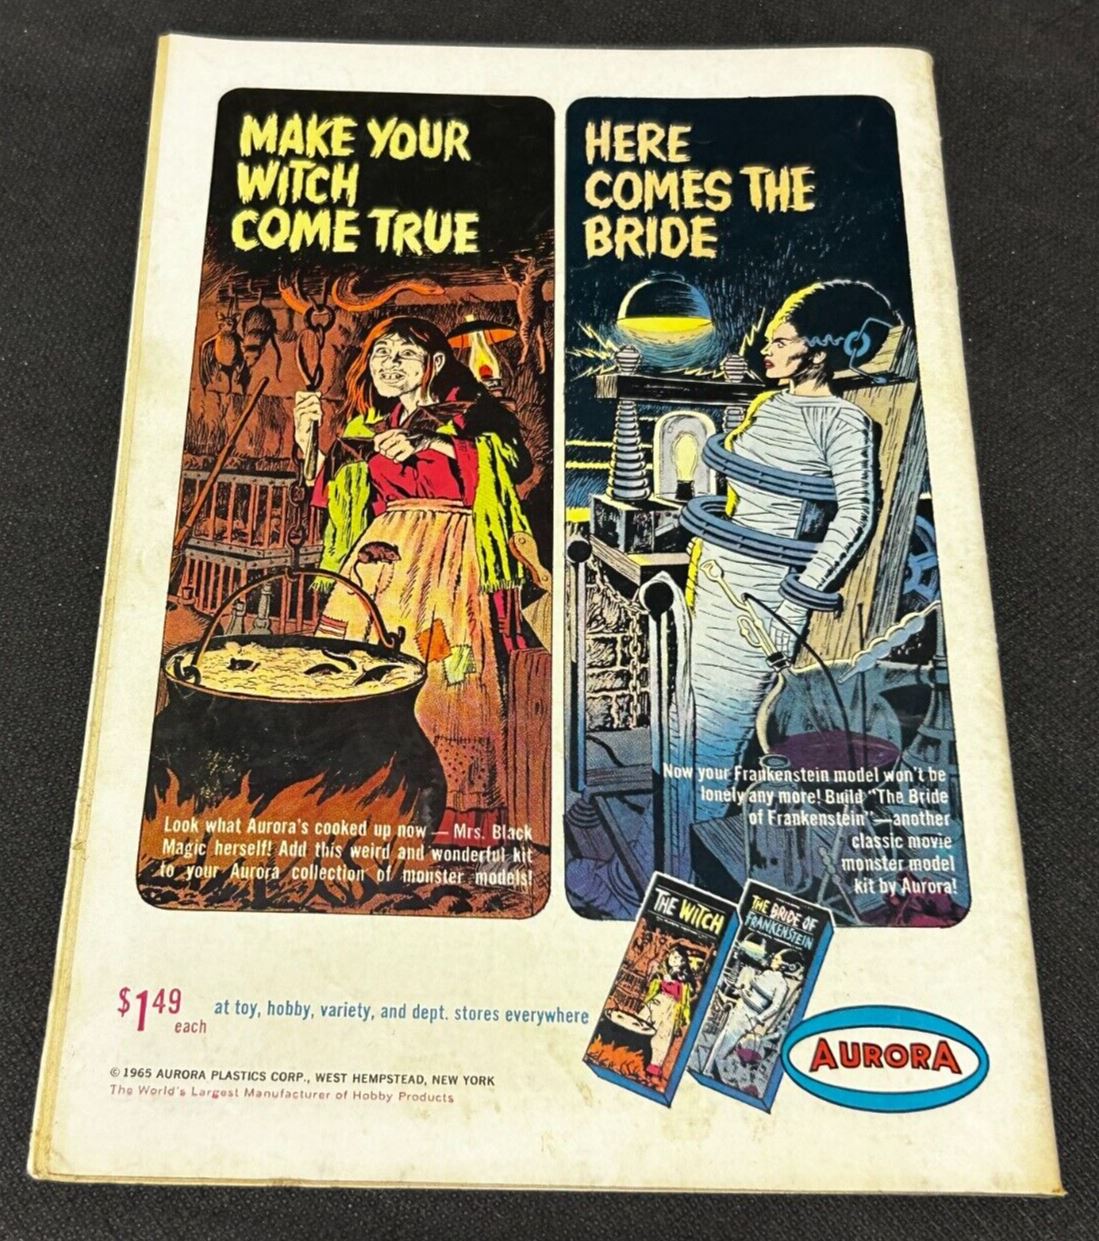 MAKE YOUR
WITCH
COME TRUE
Look what Aurora's cooked up now — Mrs. Black
Magic herself! Add this weird and wonderful kit
to your Aurora collection of monster models!
HERE
COMES THE
BRIDE
Now your Frankenstein model won't be
lonely any more! Build "The Bride
of Frankenstein"—another
classic movie
monster model
kit by Aurora!
THE WITCH
THE BRIDE OF
FRANKENSTEIN
$1.49 each
at toy, hobby, variety, and dept. stores everywhere
AURORA
© 1965 AURORA PLASTICS CORP., WEST HEMPSTEAD, NEW YORK
The World's Largest Manufacturer of Hobby Products